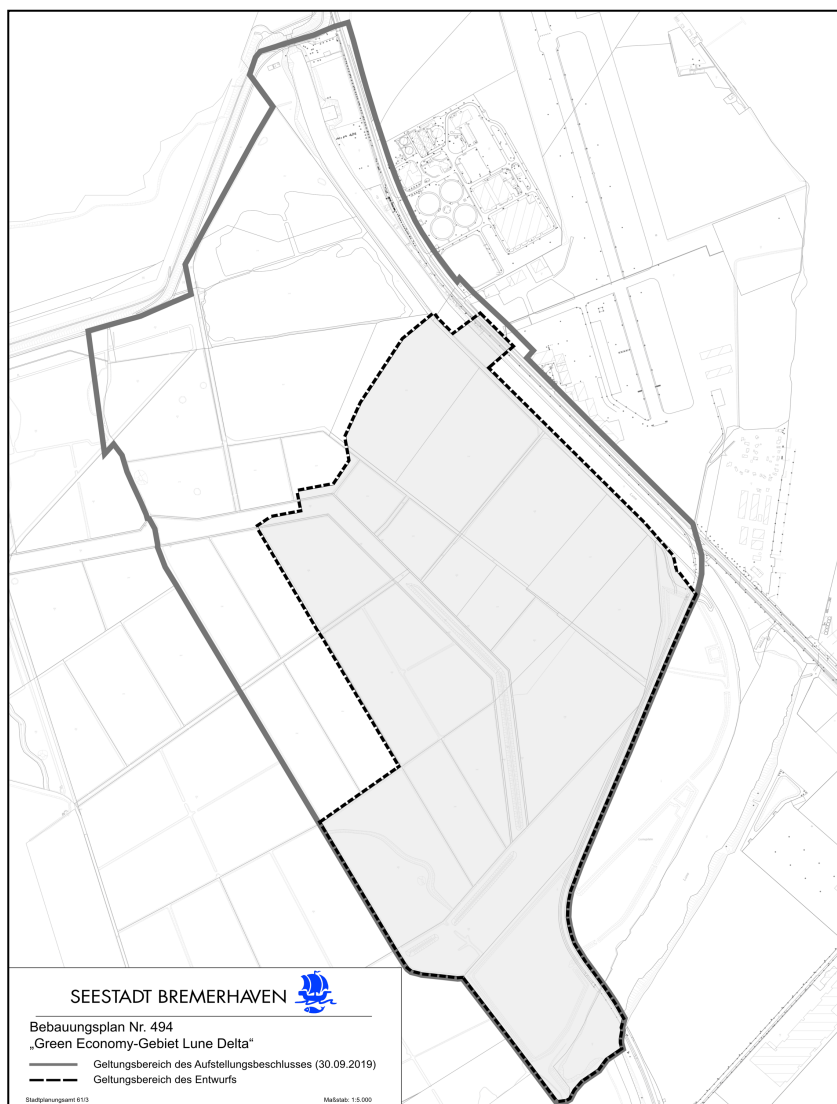 SEESTADT BREMERHAVEN
Bebauungsplan Nr. 494
„Green Economy-Gebiet Lune Delta“
Geltungsbereich des Aufstellungsbeschlusses (30.09.2019)
Geltungsbereich des Entwurfs
Stadtplanungsamt 61/3 Maßstab: 1:5.000